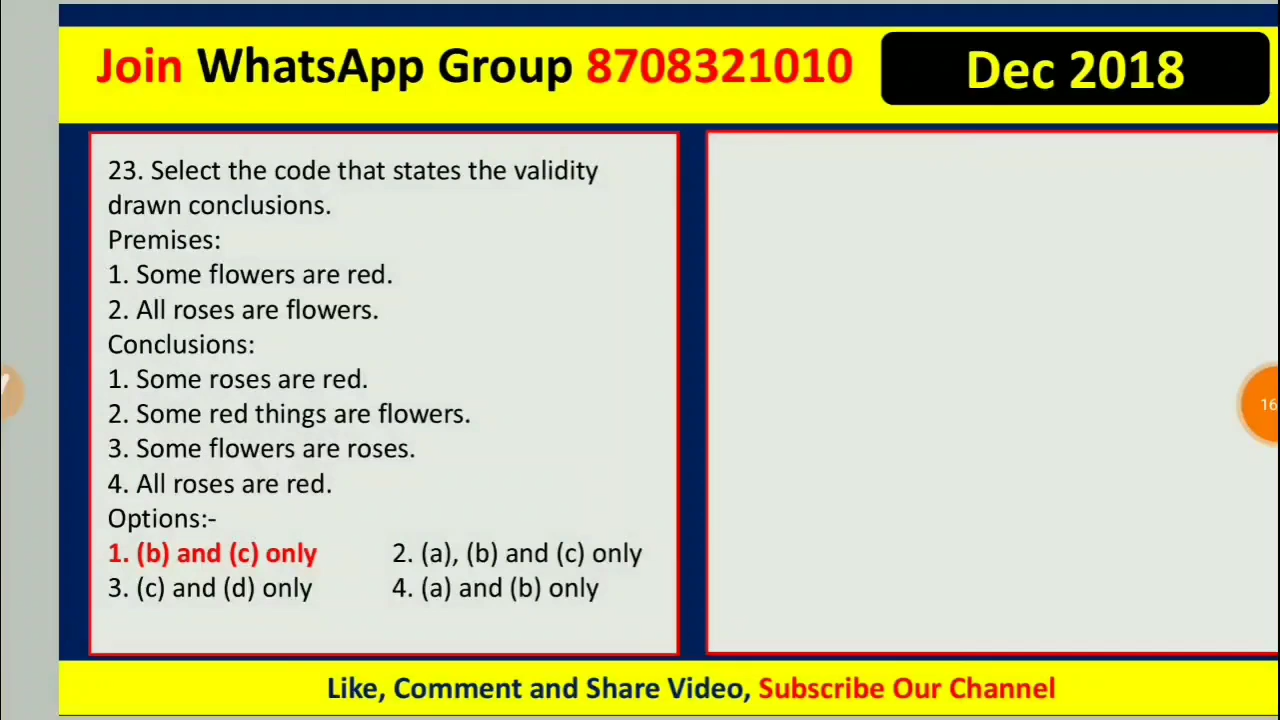 Join WhatsApp Group 8708321010
Dec 2018
23. Select the code that states the validity
drawn conclusions.
Premises:
1. Some flowers are red.
2. All roses are flowers.
Conclusions:
1. Some roses are red.
2. Some red things are flowers.
3. Some flowers are roses.
4. All roses are red.
Options:-
1. (b) and (c) only 2. (a), (b) and (c) only
3. (c) and (d) only 4. (a) and (b) only
16
Like, Comment and Share Video, Subscribe Our Channel